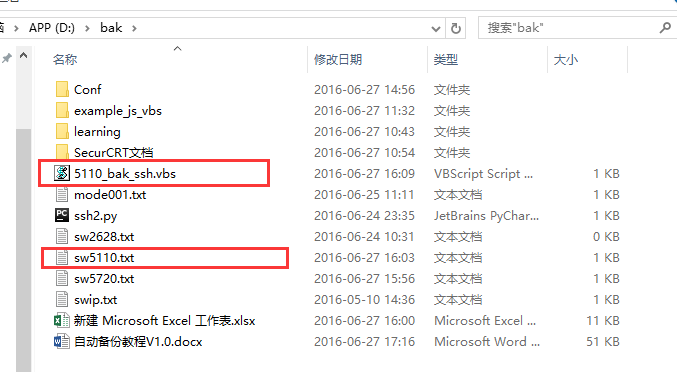 APP (D:) › bak ›
搜索"bak"
名称 修改日期 类型 大小
Conf 2016-06-27 14:56 文件夹
example_js_vbs 2016-06-27 11:32 文件夹
learning 2016-06-27 10:43 文件夹
SecurCRT文档 2016-06-27 10:54 文件夹
5110_bak_ssh.vbs 2016-06-27 16:09 VBScript Script ... 1 KB
mode001.txt 2016-06-25 11:11 文本文档 1 KB
ssh2.py 2016-06-24 23:35 JetBrains PyChar... 1 KB
sw2628.txt 2016-06-24 10:31 文本文档 0 KB
sw5110.txt 2016-06-27 16:03 文本文档 1 KB
sw5720.txt 2016-06-27 15:56 文本文档 1 KB
swip.txt 2016-05-10 14:36 文本文档 1 KB
新建 Microsoft Excel 工作表.xlsx 2016-06-27 16:00 Microsoft Excel ... 11 KB
自动备份教程V1.0.docx 2016-06-27 17:16 Microsoft Word ... 51 KB